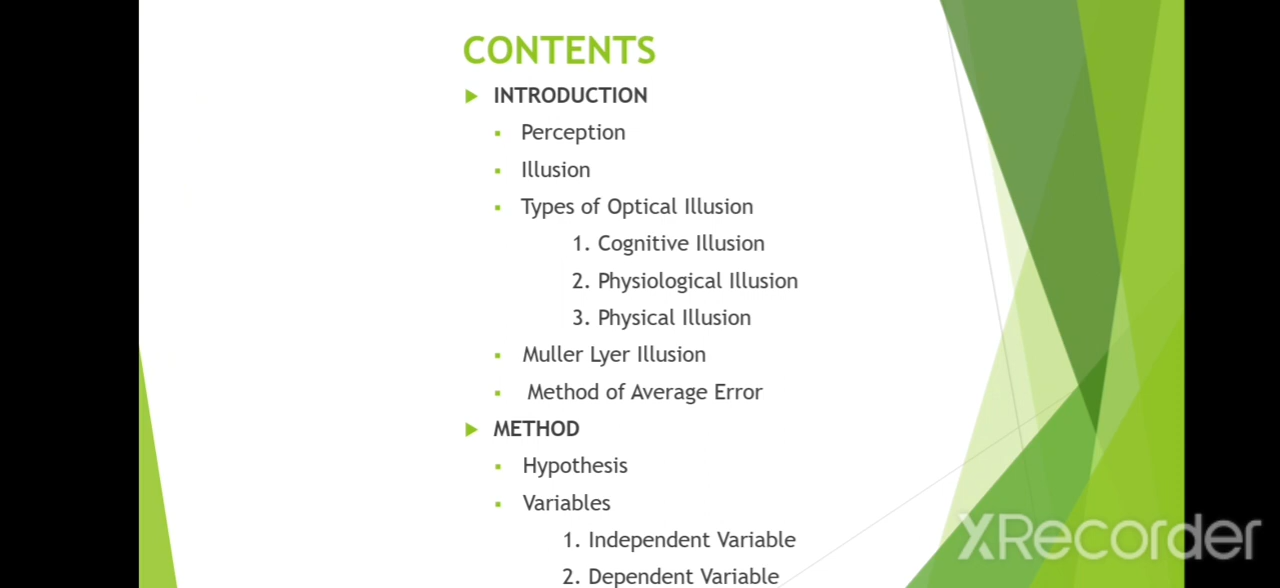 CONTENTS
INTRODUCTION
Perception
Illusion
Types of Optical Illusion
1. Cognitive Illusion
2. Physiological Illusion
3. Physical Illusion
Muller Lyer Illusion
Method of Average Error
METHOD
Hypothesis
Variables
1. Independent Variable
2. Dependent Variable
XRecorder